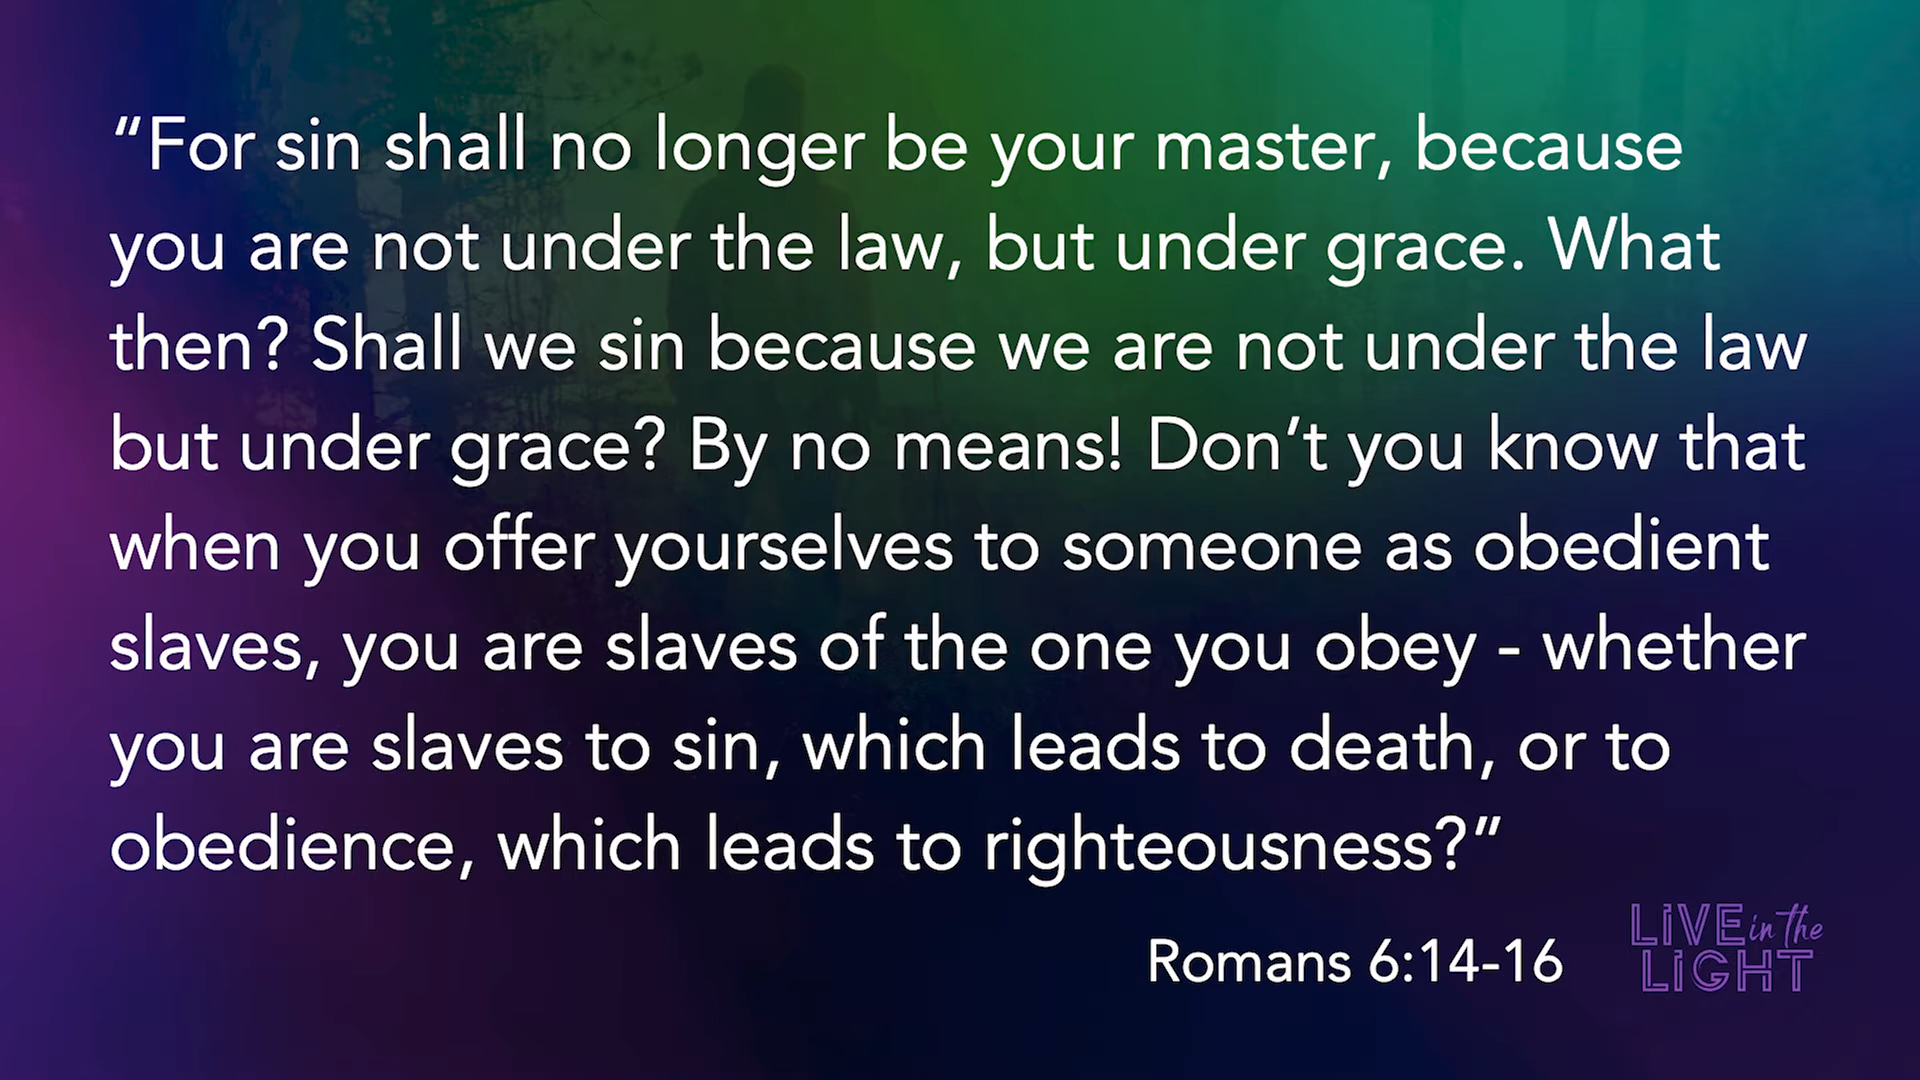 “For sin shall no longer be your master, because
you are not under the law, but under grace. What
then? Shall we sin because we are not under the law
but under grace? By no means! Don’t you know that
when you offer yourselves to someone as obedient
slaves, you are slaves of the one you obey - whether
you are slaves to sin, which leads to death, or to
obedience, which leads to righteousness?”
Romans 6:14-16
LIVE in the
LIGHT